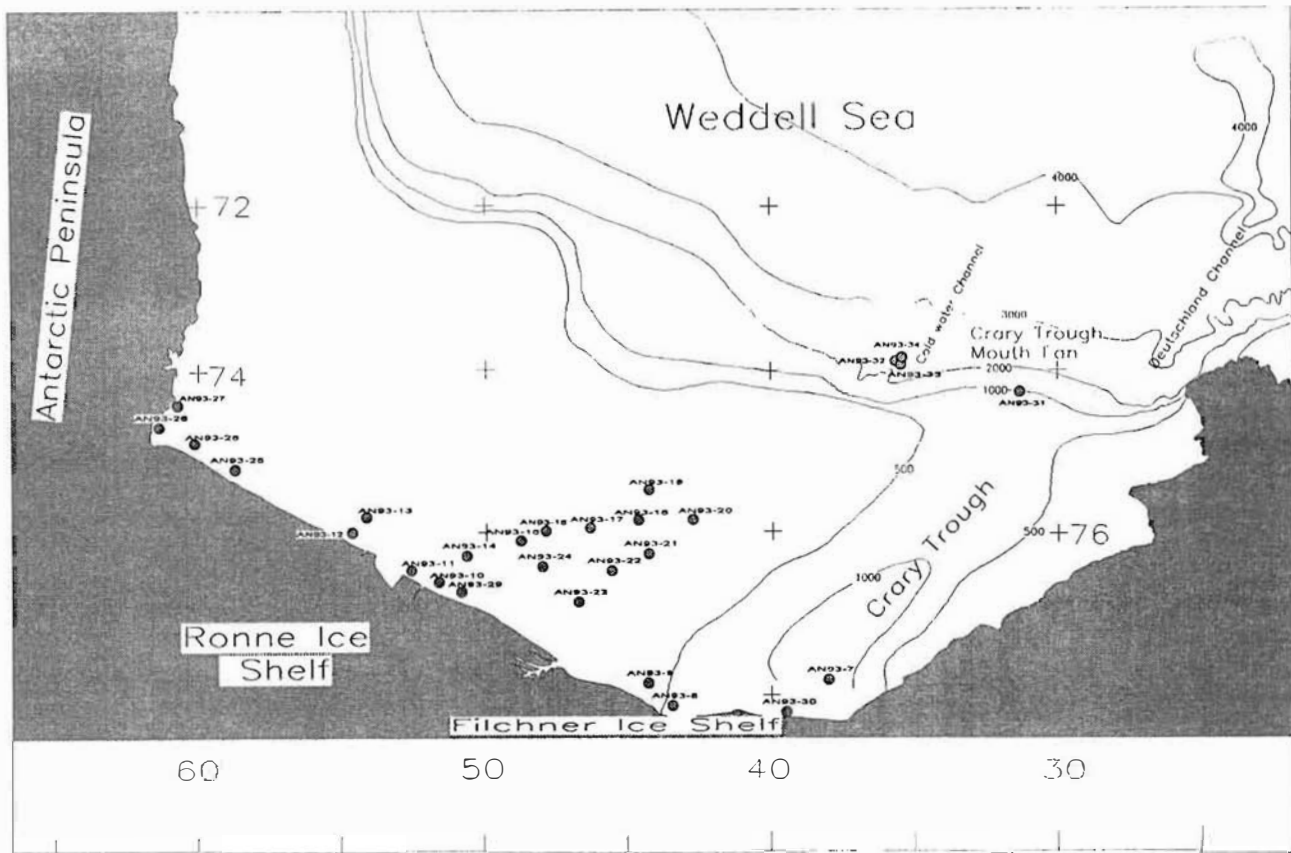 Weddell Sea
4000
4000
Antarctic Peninsula
72
Cold water Channel
Deutschland Channel
3000
Crary Trough
Mouth Fan
AN93-34
AN93-32
AN93-33
2000
1000
AN93-31
74
AN93-27
AN93-28
AN93-26
AN93-25
500
AN93-19
AN93-13
AN93-12
AN93-16
AN93-17
AN93-18
AN93-20
AN93-15
Crary Trough
500
76
AN93-14
AN93-21
AN93-11
AN93-24
AN93-22
AN93-10
AN93-29
AN93-23
1000
Ronne Ice
Shelf
AN93-9
AN93-7
AN93-8
AN93-30
Filchner Ice Shelf
60
50
40
30